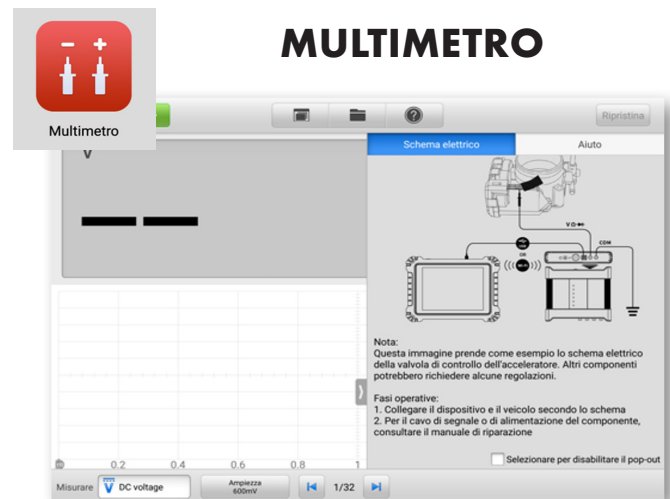 MULTIMETRO
Multimetro
Ripristina
V
Schema elettrico
Aiuto
V Ω
COM
OR
Wi-Fi
Nota:
Questa immagine prende come esempio lo schema elettrico
della valvola di controllo dell'acceleratore. Altri componenti
potrebbero richiedere alcune regolazioni.
Fasi operative:
1. Collegare il dispositivo e il veicolo secondo lo schema
2. Per il cavo di segnale o di alimentazione del componente,
consultare il manuale di riparazione
Selezionare per disabilitare il pop-out
0.2 0.4 0.6 0.8 1
Misurare
DC voltage
Ampiezza
600mV
1/32